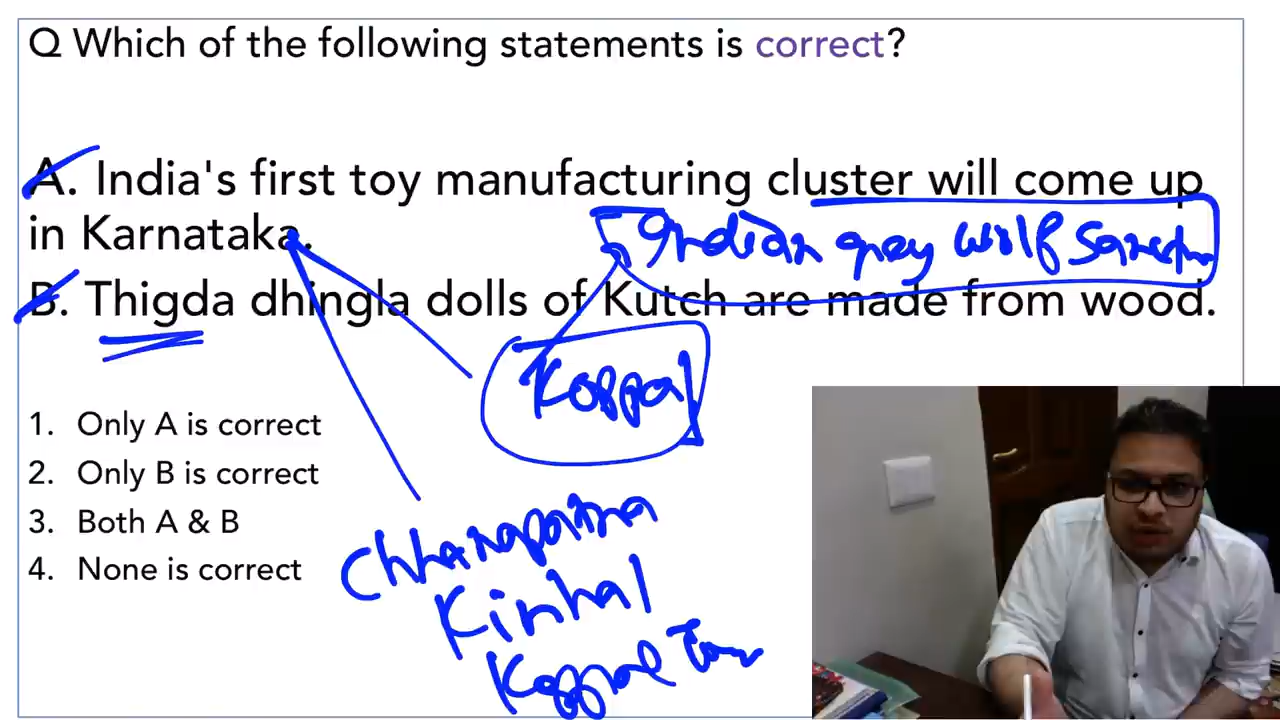 Q Which of the following statements is correct?
A. India's first toy manufacturing cluster will come up
in Karnataka.
Indian grey wolf
B. Thigda dhingla dolls of Kutch are made from wood.
Koppal
1. Only A is correct
2. Only B is correct
3. Both A & B
4. None is correct
Chhanapatna
Kinhal
Koppal